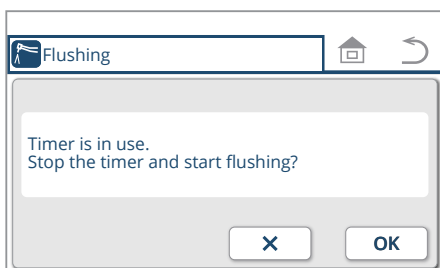 Flushing
Timer is in use.
Stop the timer and start flushing?
OK